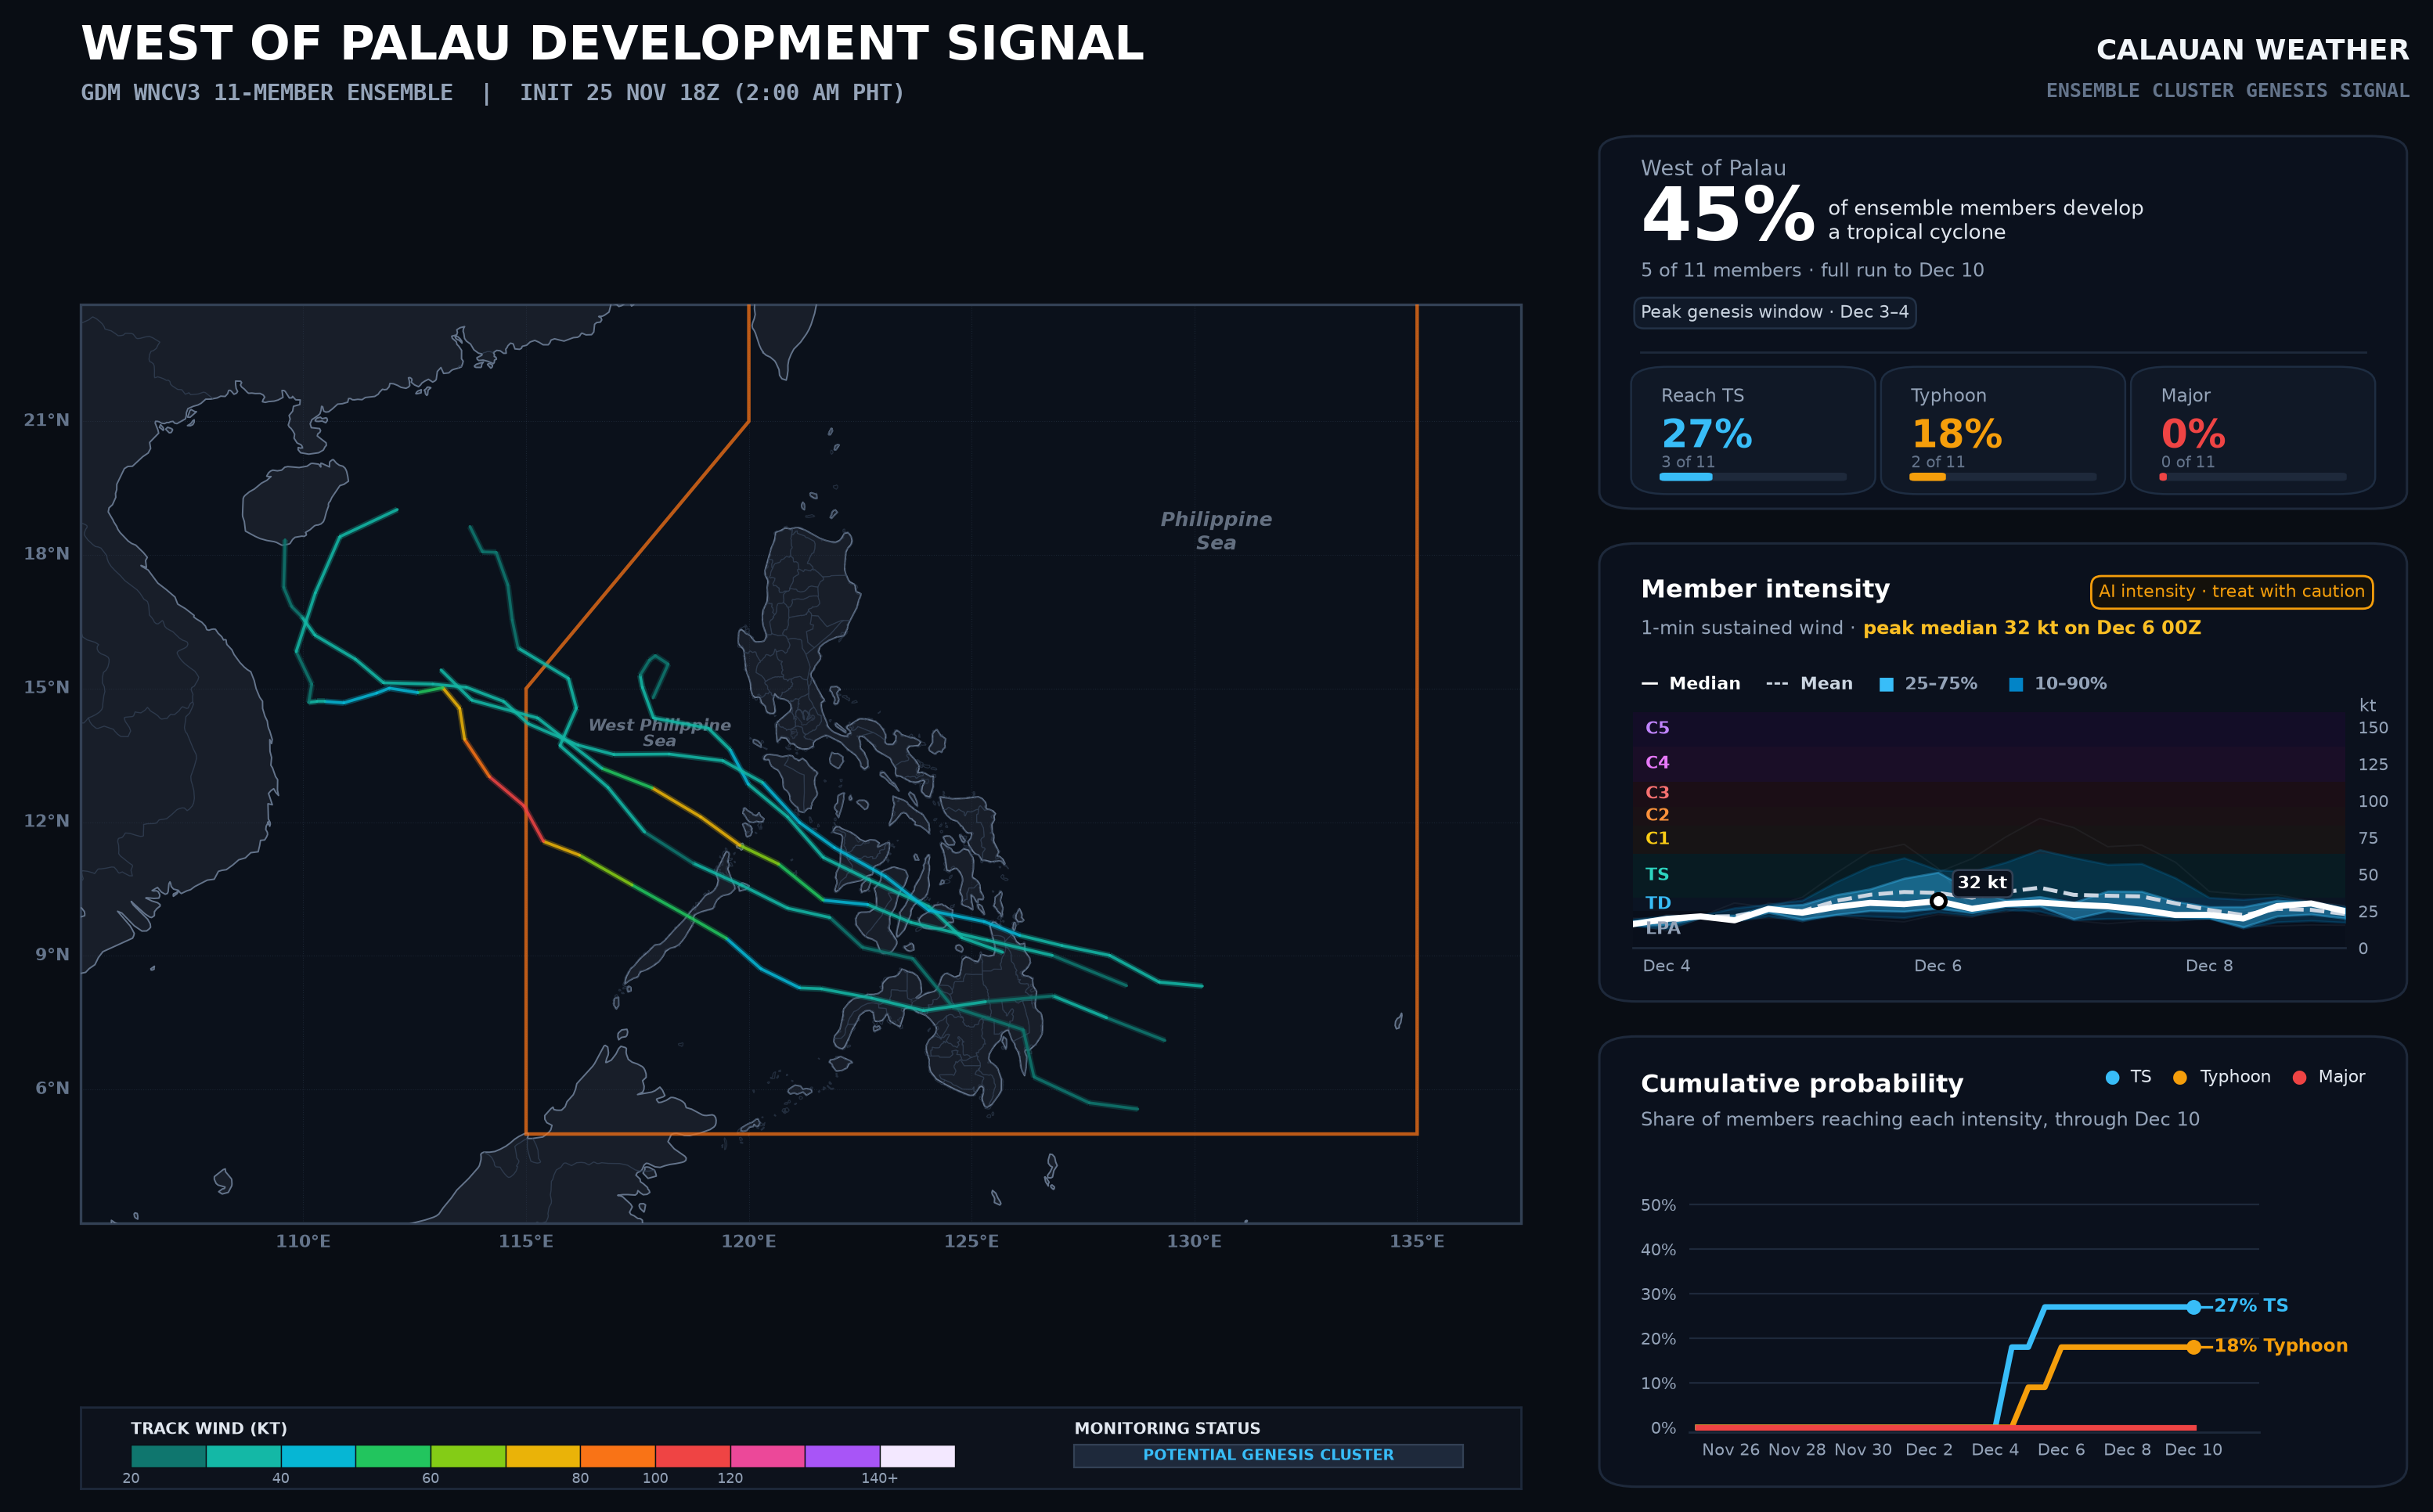 WEST OF PALAU DEVELOPMENT SIGNAL
GDM WNCV3 11-MEMBER ENSEMBLE | INIT 25 NOV 18Z (2:00 AM PHT)
CALAUAN WEATHER
ENSEMBLE CLUSTER GENESIS SIGNAL
21°N
18°N
15°N
12°N
9°N
6°N
110°E
115°E
120°E
125°E
130°E
135°E
Philippine
Sea
West Philippine
Sea
TRACK WIND (KT)
20
40
60
80
100
120
140+
MONITORING STATUS
POTENTIAL GENESIS CLUSTER
West of Palau
45% of ensemble members develop
a tropical cyclone
5 of 11 members · full run to Dec 10
Peak genesis window · Dec 3–4
Reach TS
27%
3 of 11
Typhoon
18%
2 of 11
Major
0%
0 of 11
Member intensity
AI intensity · treat with caution
1-min sustained wind · peak median 32 kt on Dec 6 00Z
Median
Mean
25–75%
10–90%
kt
C5
C4
C3
C2
C1
TS
TD
LPA
150
125
100
75
50
25
0
32 kt
Dec 4
Dec 6
Dec 8
Cumulative probability
TS
Typhoon
Major
Share of members reaching each intensity, through Dec 10
50%
40%
30%
20%
10%
0%
27% TS
18% Typhoon
Nov 26
Nov 28
Nov 30
Dec 2
Dec 4
Dec 6
Dec 8
Dec 10